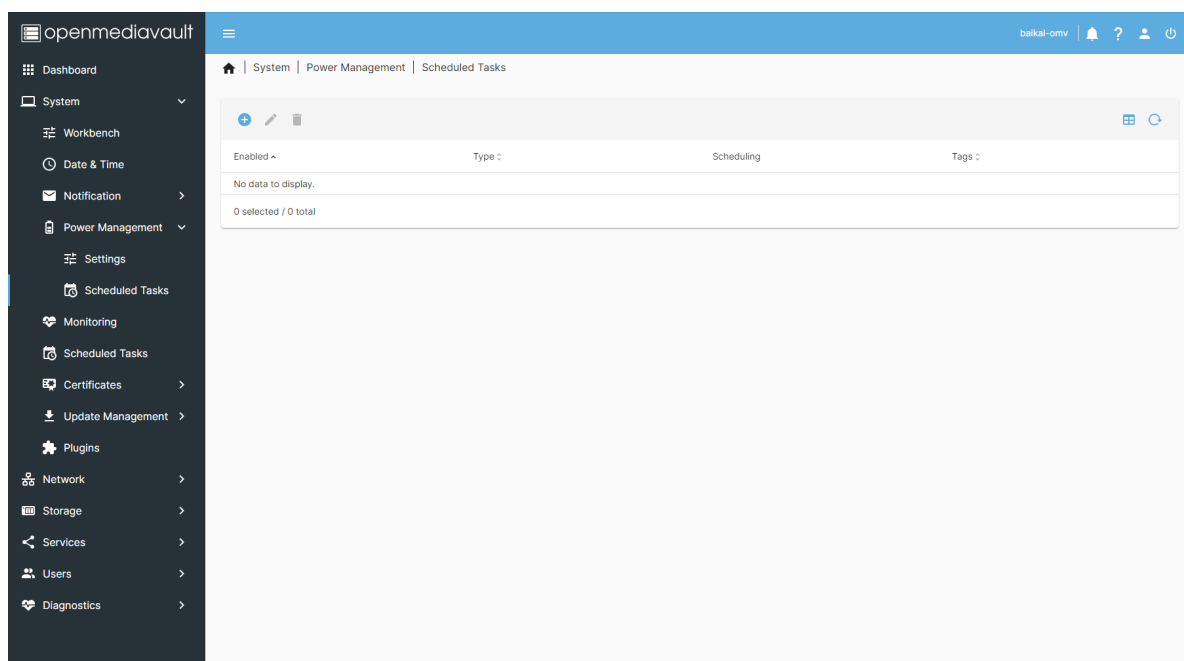 openmediavault
baikal-omv
Dashboard
System
Workbench
Date & Time
Notification
Power Management
Settings
Scheduled Tasks
Monitoring
Scheduled Tasks
Certificates
Update Management
Plugins
Network
Storage
Services
Users
Diagnostics
System | Power Management | Scheduled Tasks
Enabled Type Scheduling Tags
No data to display.
0 selected / 0 total